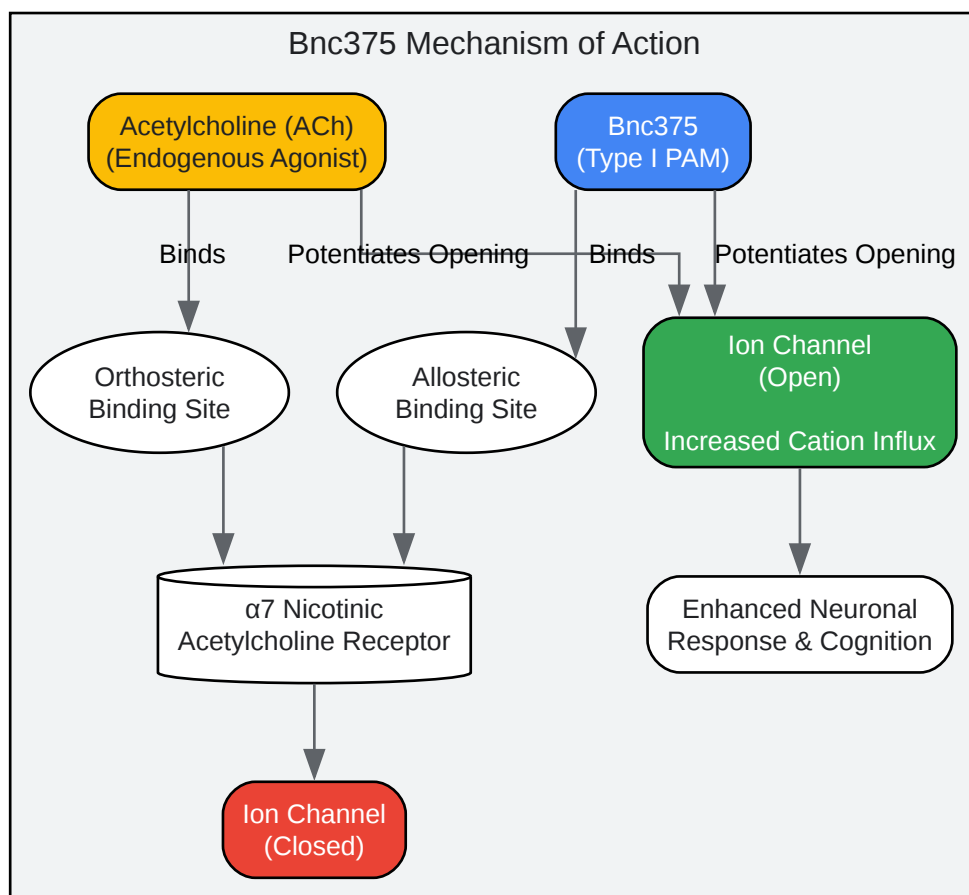 Bnc375 Mechanism of Action
Acetylcholine (ACh)
(Endogenous Agonist)
Bnc375
(Type I PAM)
Binds
Potentiates Opening
Binds
Potentiates Opening
Orthosteric
Binding Site
Allosteric
Binding Site
Ion Channel
(Open)
Increased Cation Influx
α7 Nicotinic
Acetylcholine Receptor
Enhanced Neuronal
Response & Cognition
Ion Channel
(Closed)